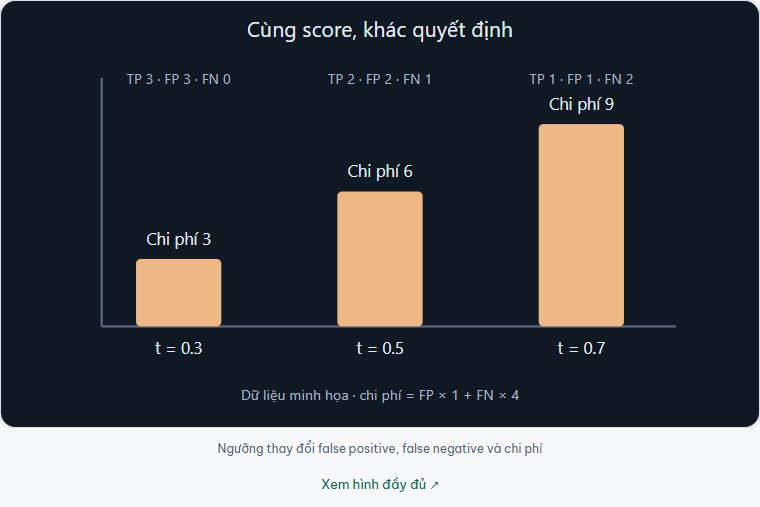 Cùng score, khác quyết định
TP 3 · FP 3 · FN 0
TP 2 · FP 2 · FN 1
TP 1 · FP 1 · FN 2
Chi phí 9
Chi phí 6
Chi phí 3
t = 0.3
t = 0.5
t = 0.7
Dữ liệu minh họa · chi phí = FP × 1 + FN × 4
Ngưỡng thay đổi false positive, false negative và chi phí
Xem hình đầy đủ ↗